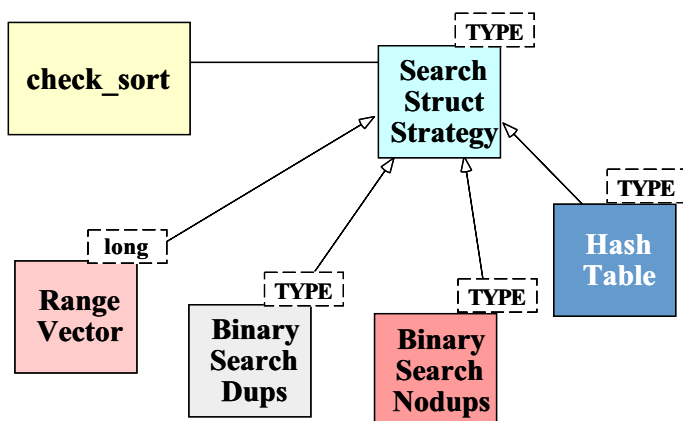 TYPE
check_sort
Search
Struct
Strategy
TYPE
long
Hash
Table
Range
Vector
TYPE
Binary
Search
Dups
TYPE
Binary
Search
Nodups